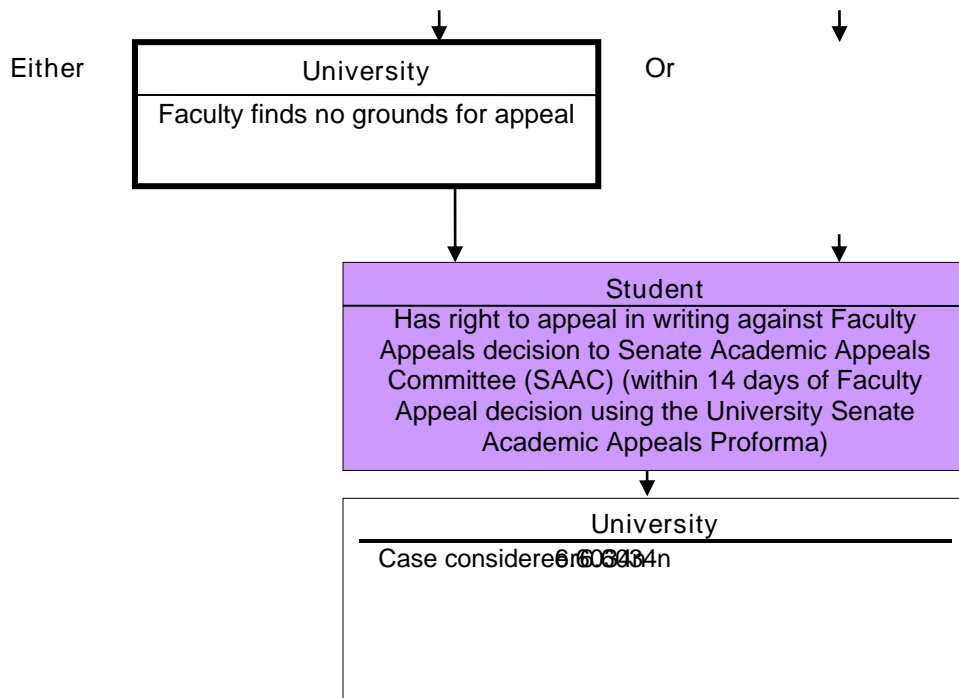 Either
University
Or
Faculty finds no grounds for appeal
Student
Has right to appeal in writing against Faculty
Appeals decision to Senate Academic Appeals
Committee (SAAC) (within 14 days of Faculty
Appeal decision using the University Senate
Academic Appeals Proforma)
University
Case